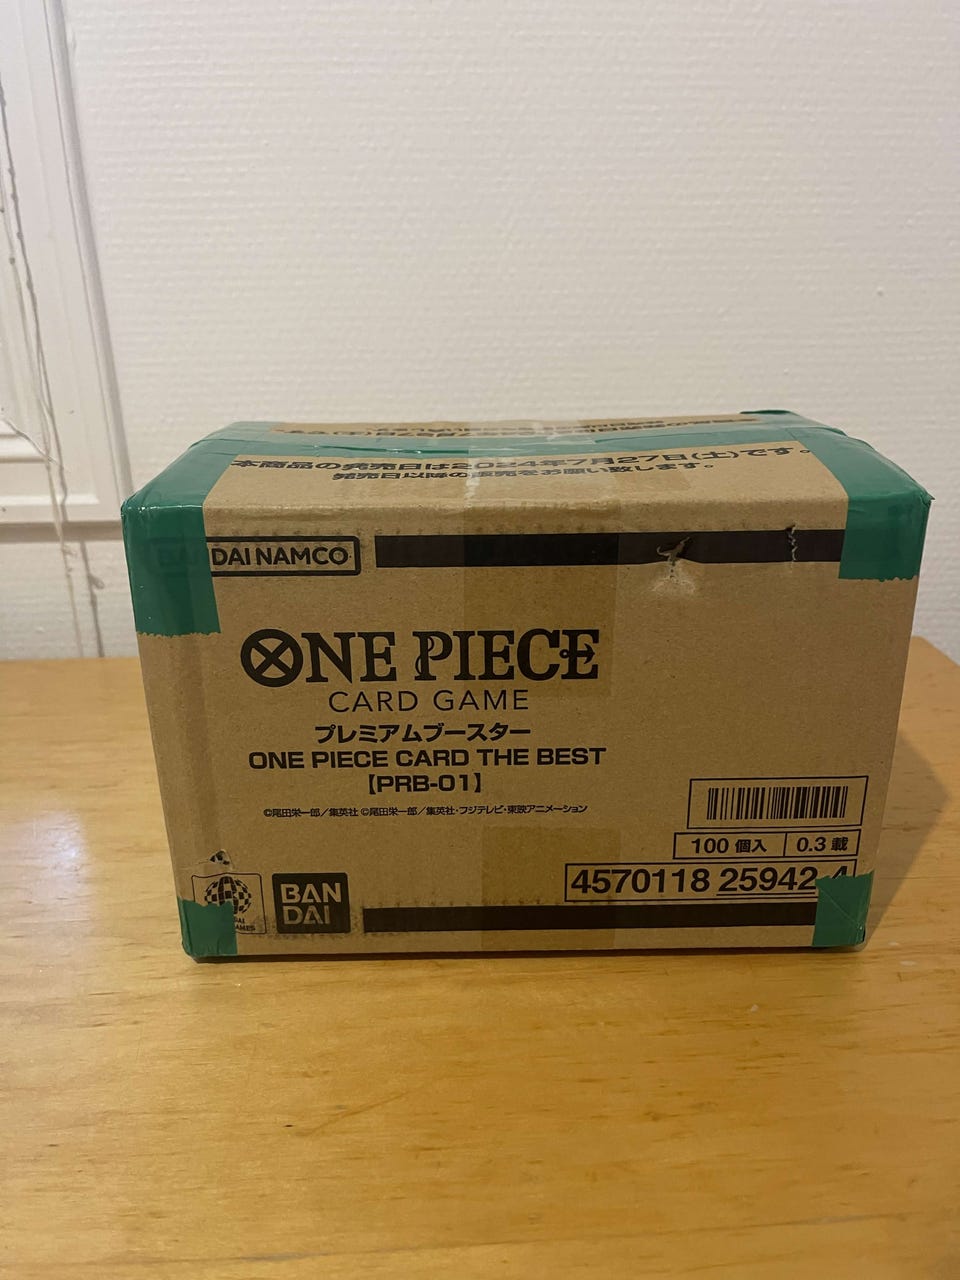 本商品の発売日は2024年7月27日(土)です。
発売日以降の販売をお願い致します。
DAI NAMCO
ONE PIECE
CARD GAME
プレミアムブースター
ONE PIECE CARD THE BEST
【PRB-01】
©尾田栄一郎/集英社 ©尾田栄一郎/集英社・フジテレビ・東映アニメーション
100 個入
0.3 載
4570118 25942 4
BAN
DAI